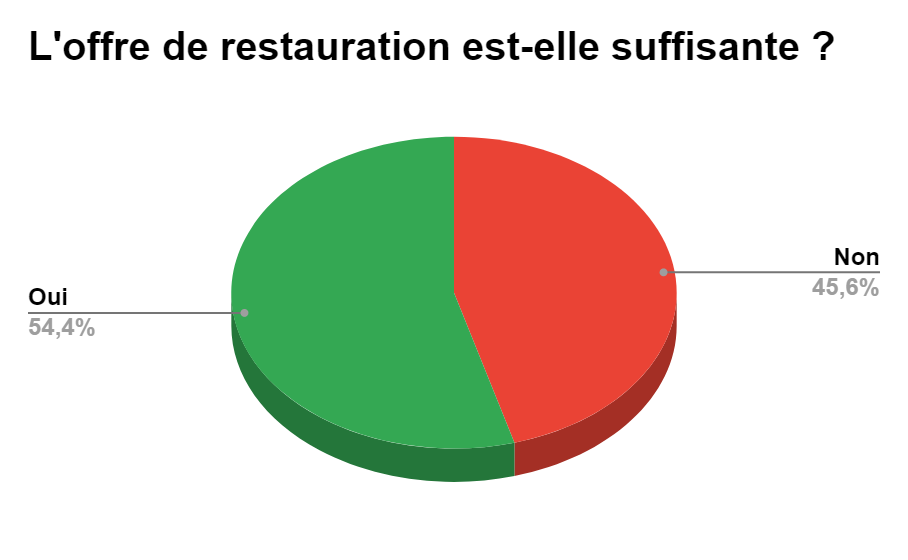 L'offre de restauration est-elle suffisante ?
Non
45,6%
Oui
54,4%